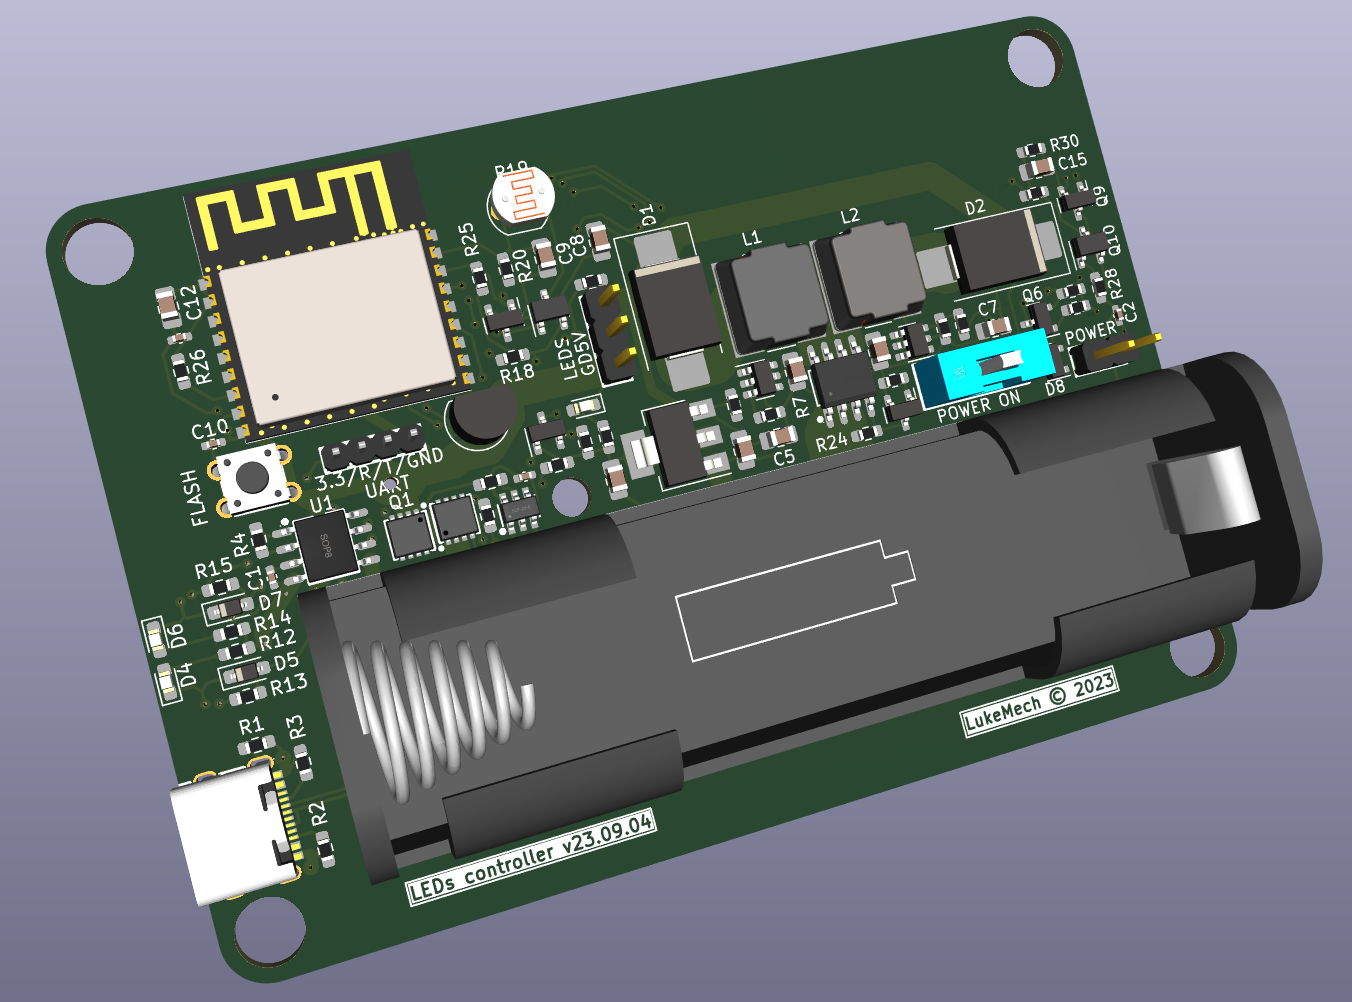 R19
R30
C15
Q9
D1
L2
D2
L1
Q10
R25
R20
C9
C8
R28
C12
Q6
C7
C2
LEDS
GD5V
POWER
R26
R18
R7
D8
POWER ON
C10
R24
C5
3.3/R/T/GND
UART
FLASH
U1
Q1
SOP8
R4
R15
C1
D7
R14
D6
R12
D5
D4
R13
R1
R3
R2
LukeMech © 2023
LEDs controller v23.09.04